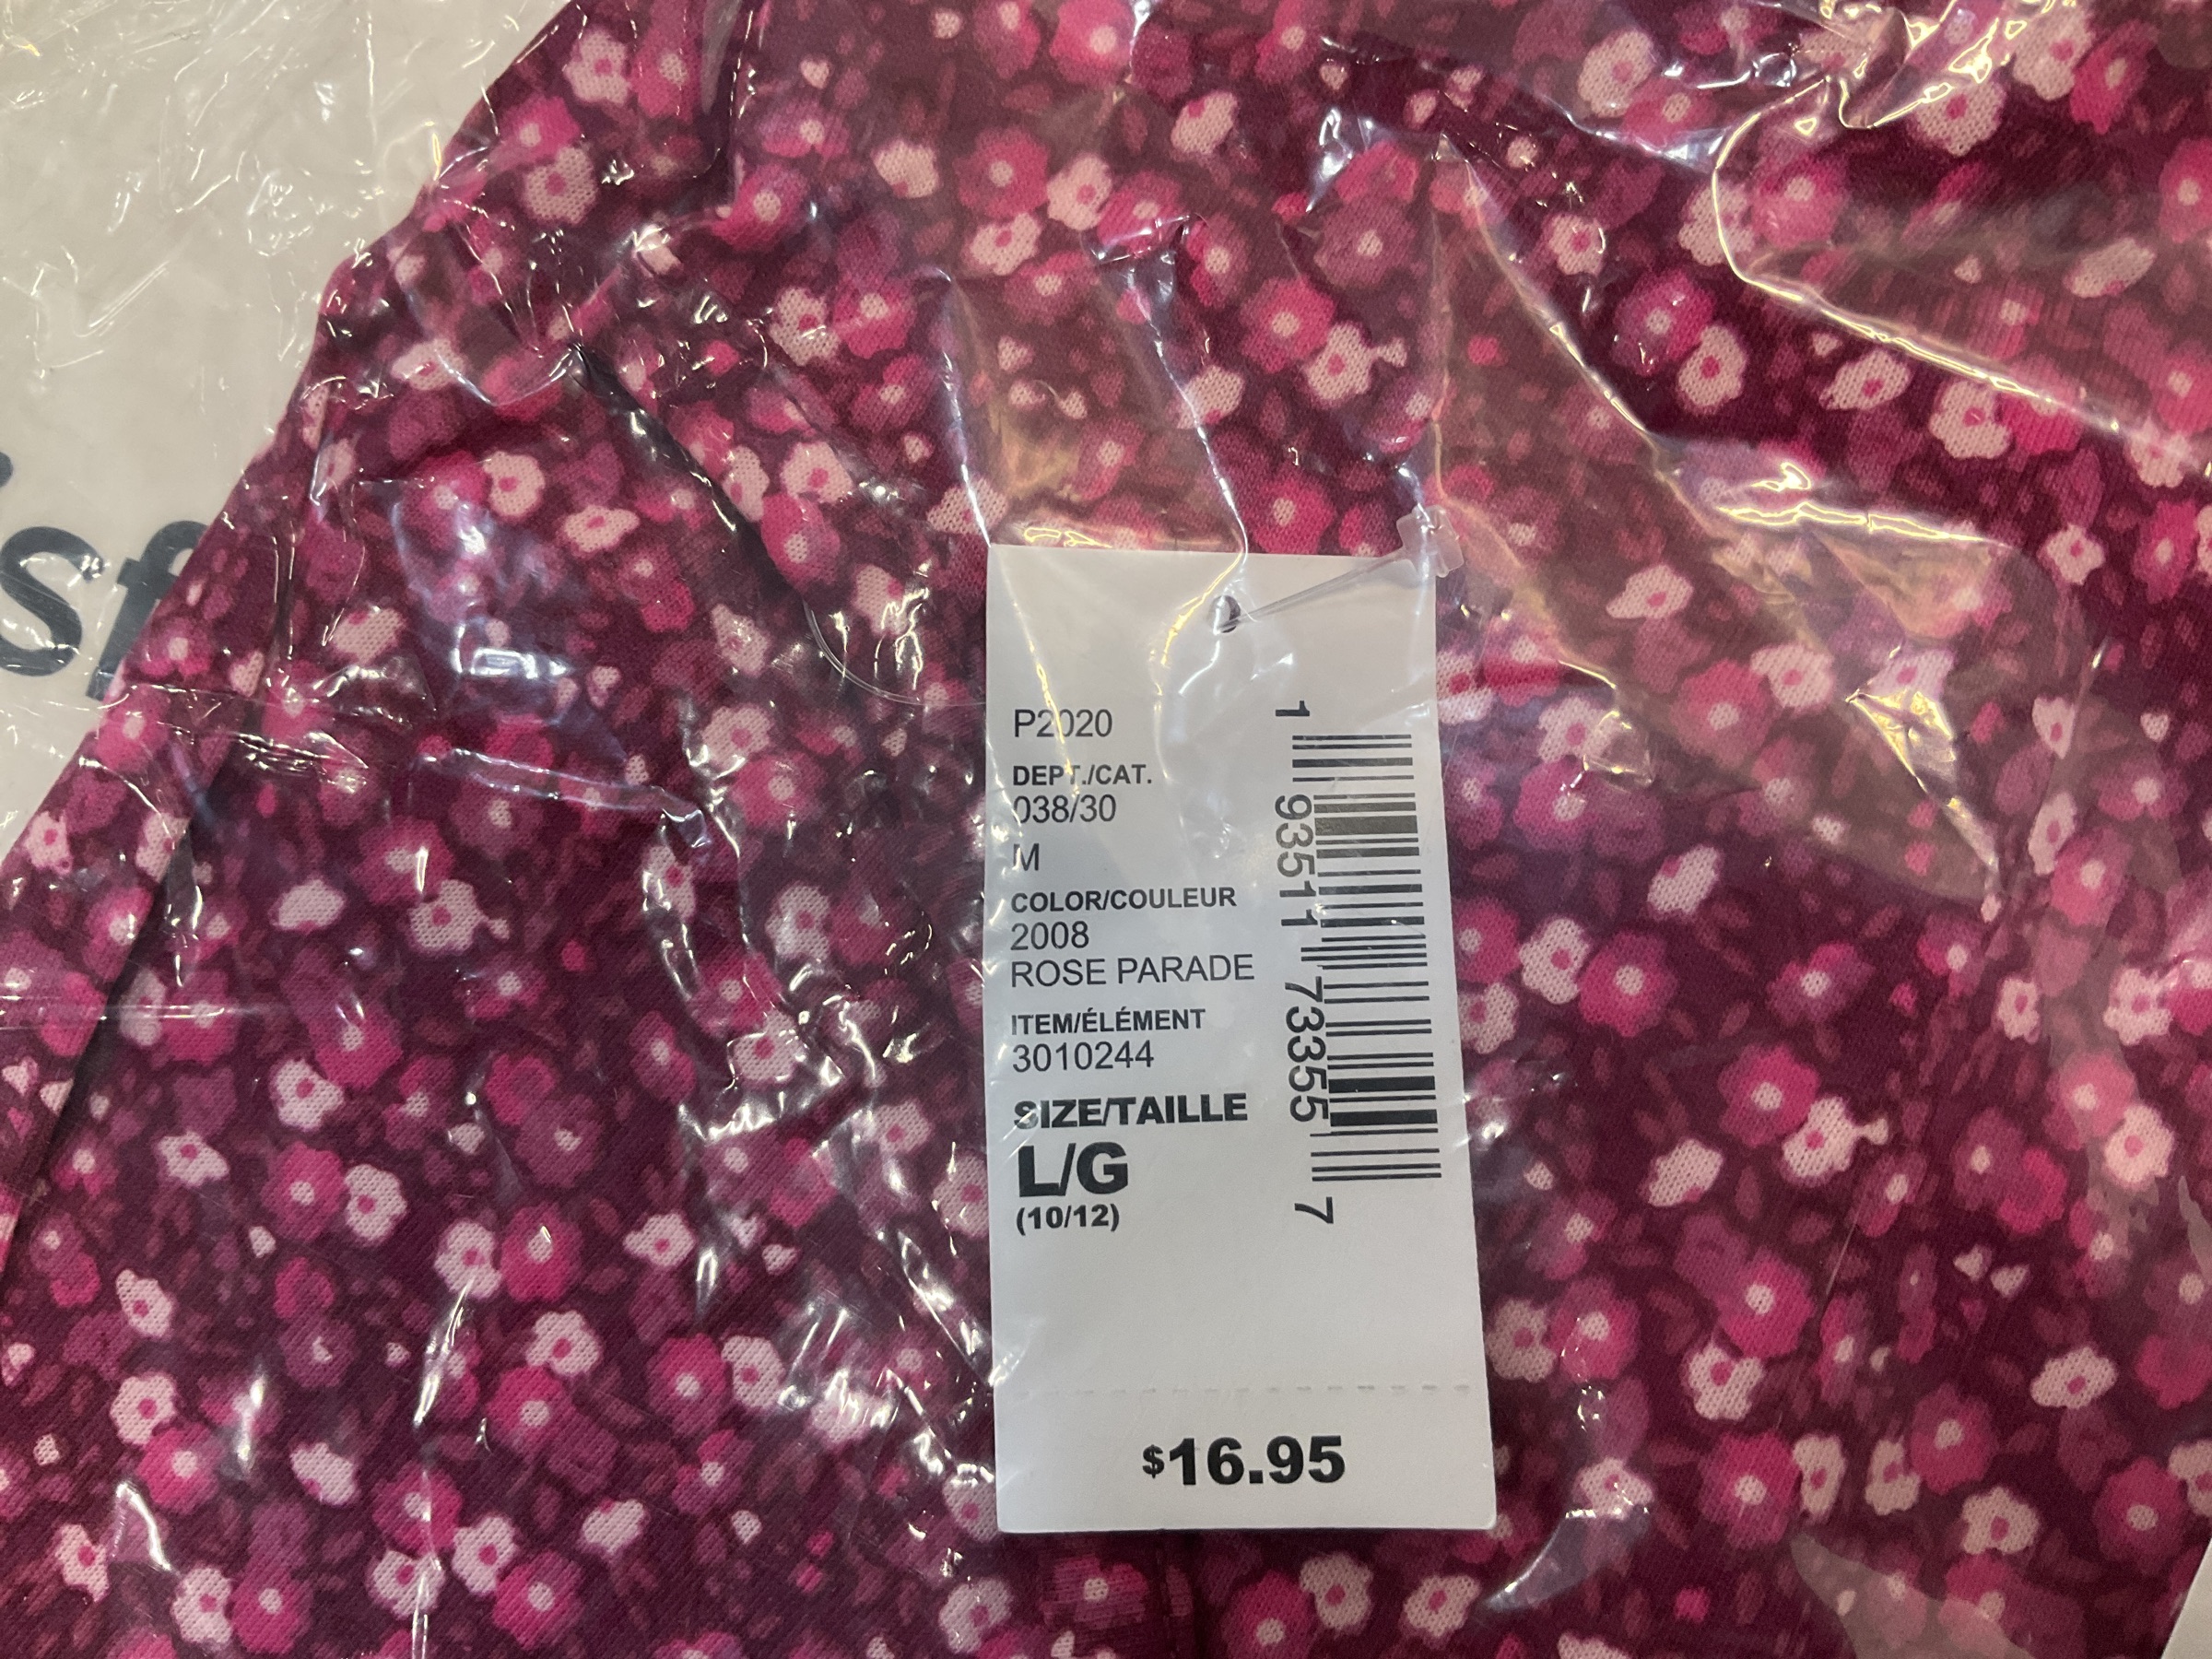 sf
P2020
DEPT./CAT.
038/30
M
COLOR/COULEUR
2008
ROSE PARADE
ITEM/ÉLÉMENT
3010244
SIZE/TAILLE
L/G
(10/12)
1 93511 73355 7
$16.95